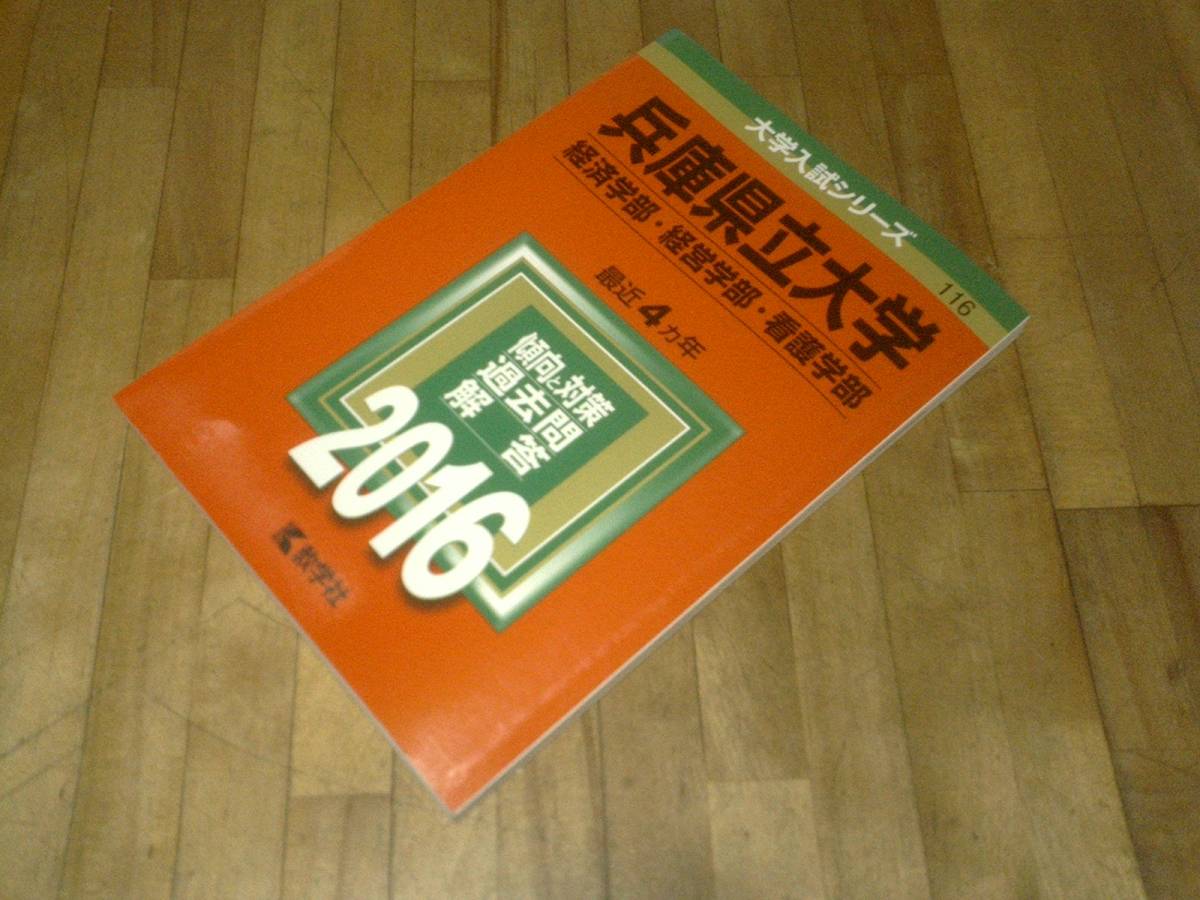 大学入試シリーズ
116
兵庫県立大学
経済学部・経営学部・看護学部
最近4カ年
傾向と対策
過去問
解答
2016
教学社